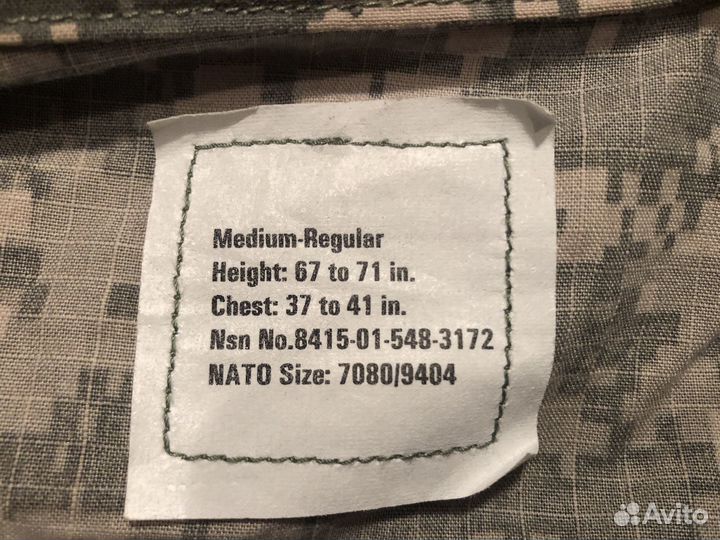 Medium-Regular
Height: 67 to 71 in.
Chest: 37 to 41 in.
Nsn No.8415-01-548-3172
NATO Size: 7080/9404
Avito